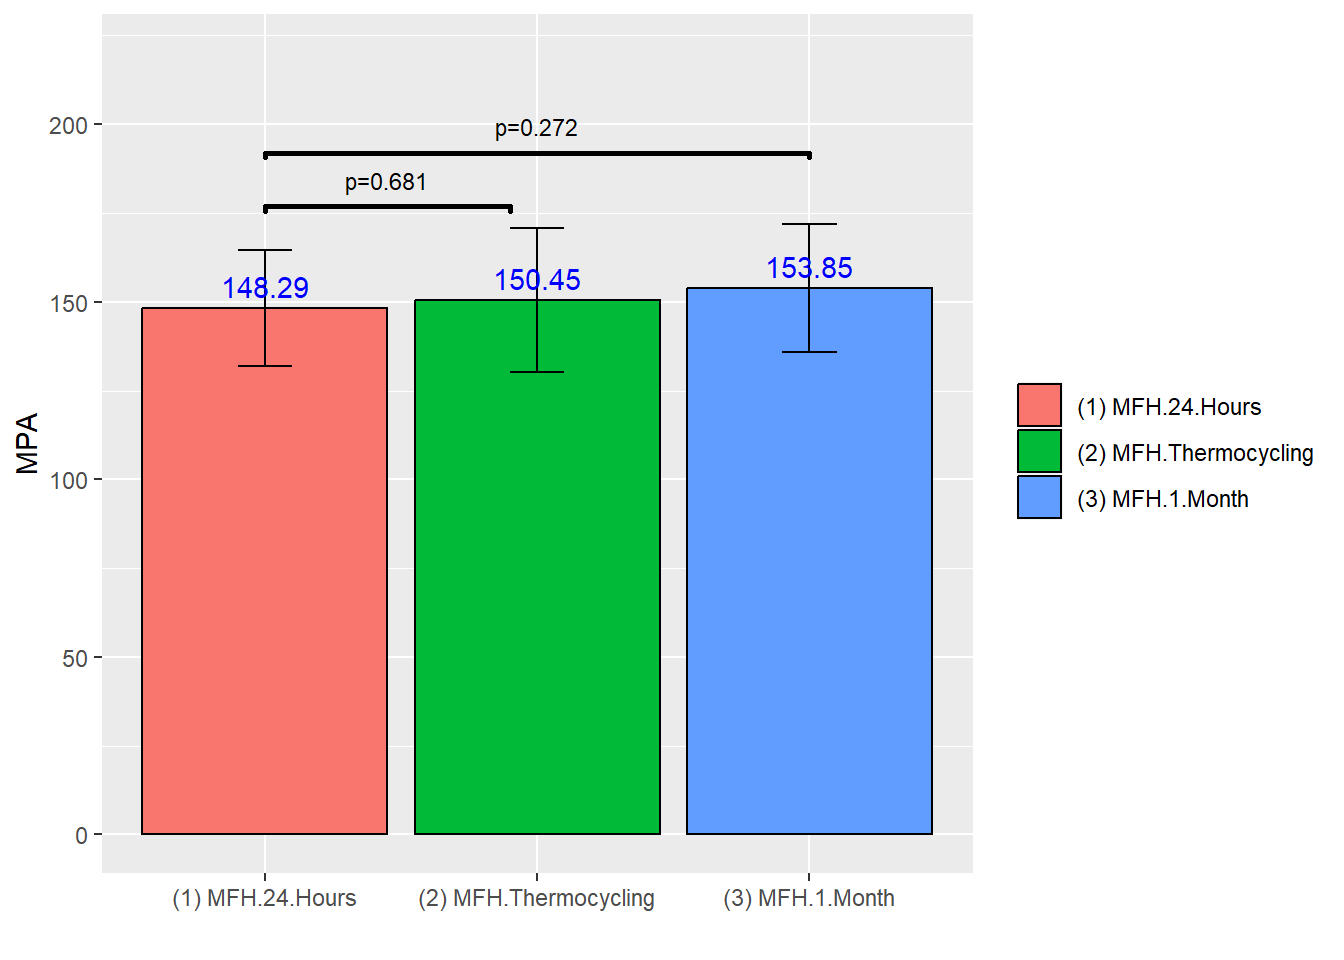 MPA
200
150
100
50
0
p=0.272
p=0.681
148.29
150.45
153.85
(1) MFH.24.Hours
(2) MFH.Thermocycling
(3) MFH.1.Month
(1) MFH.24.Hours
(2) MFH.Thermocycling
(3) MFH.1.Month